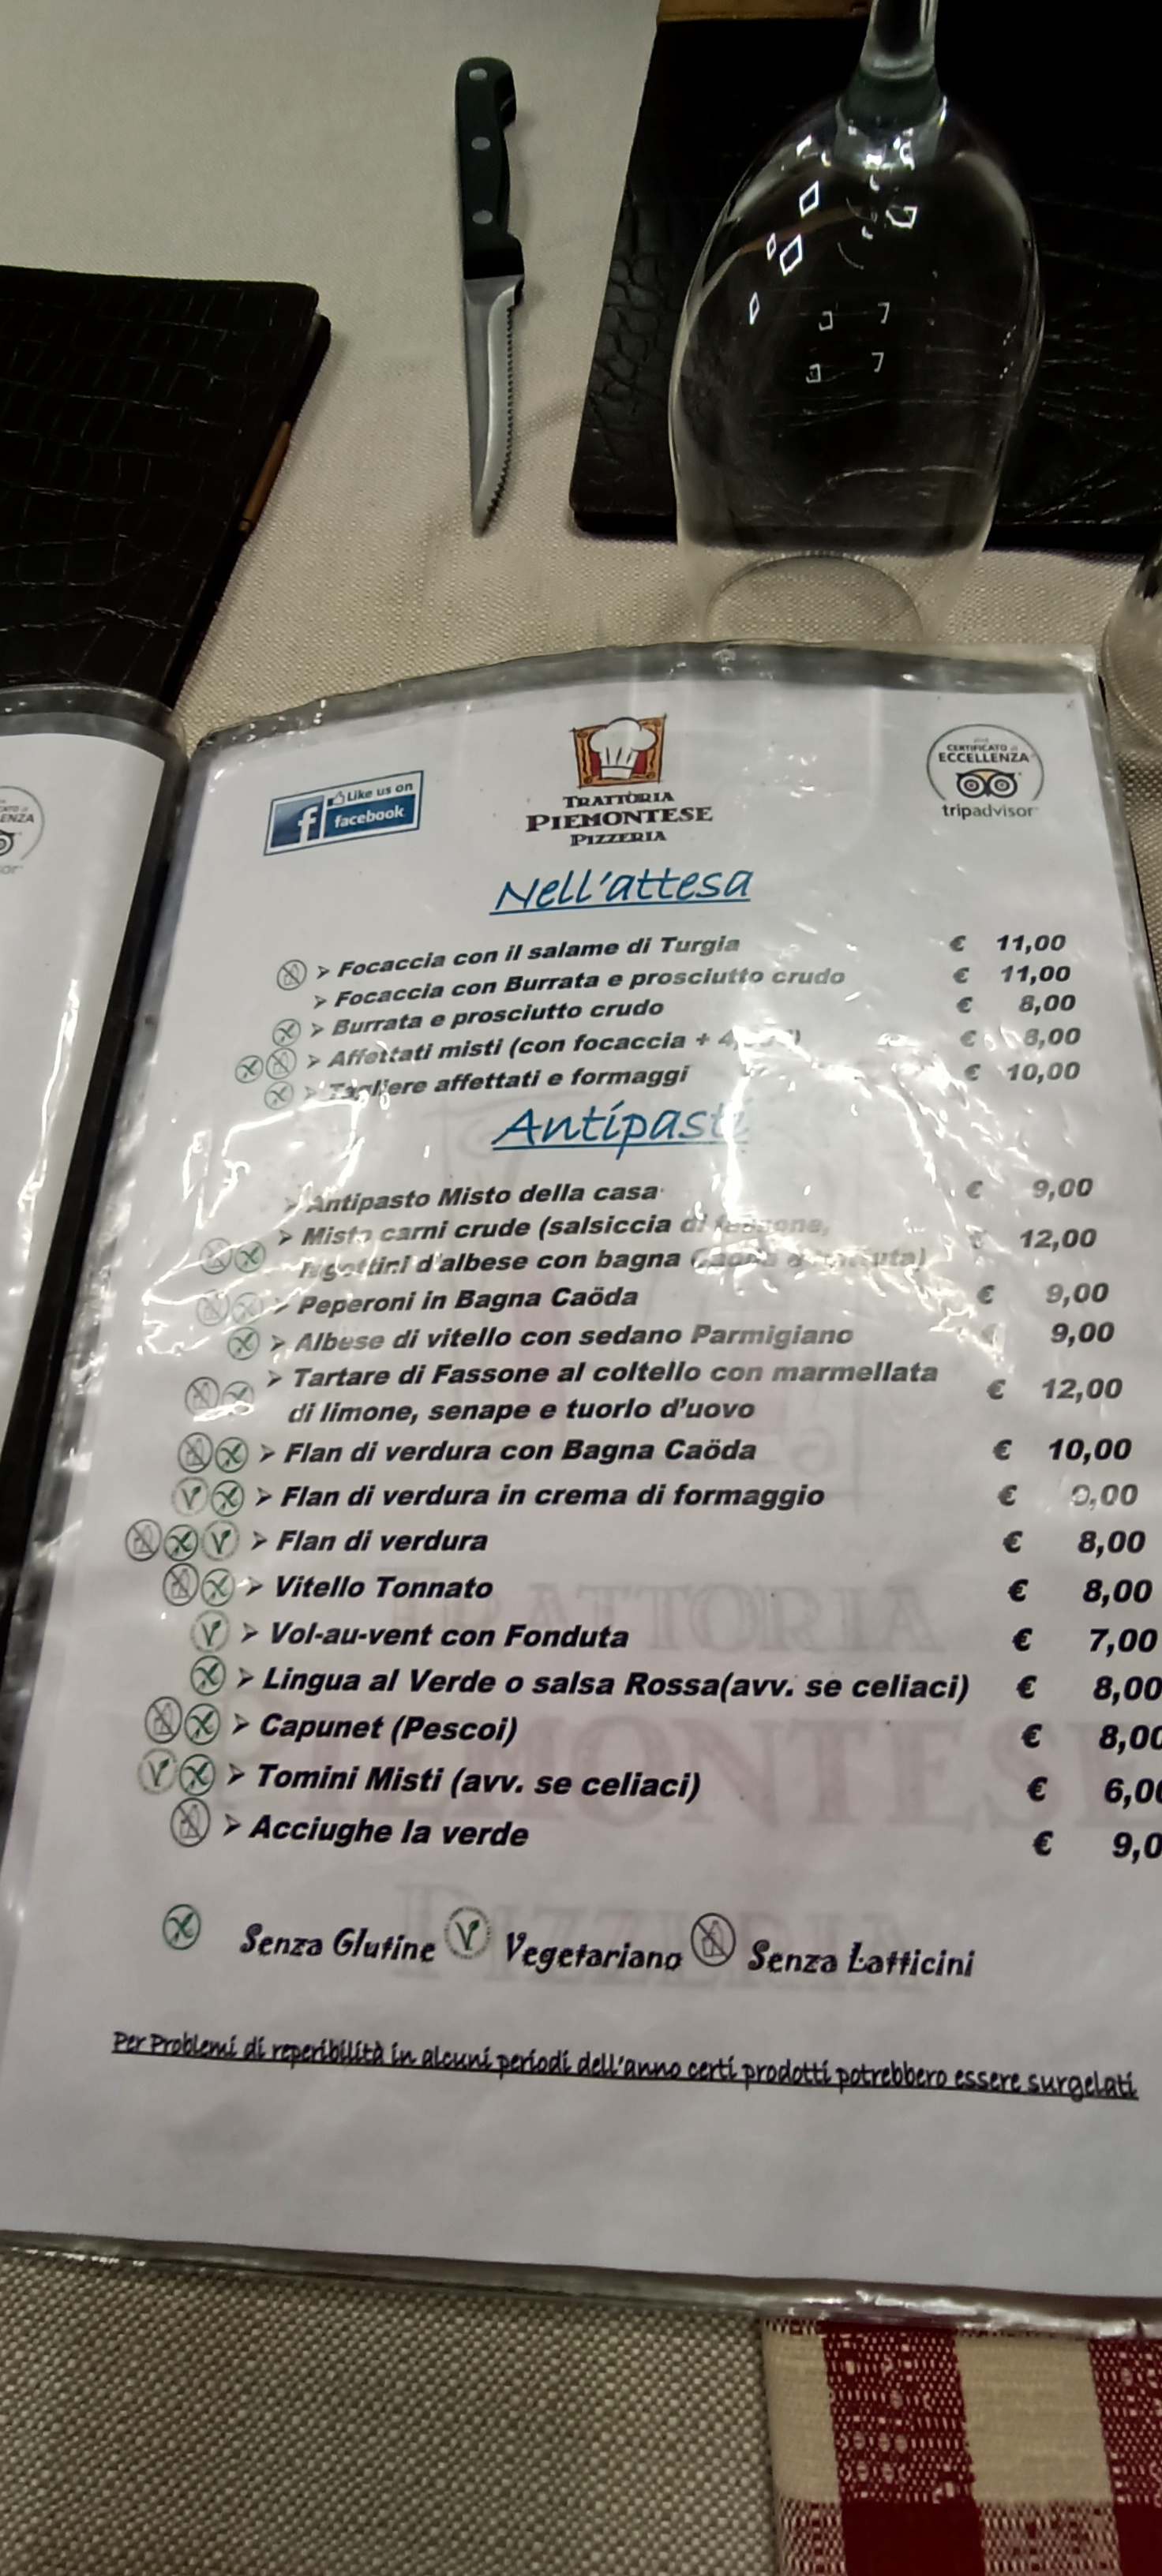 CERTIFICATO di
ECCELLENZA
tripadvisor
Like us on
facebook
TRATTORIA
PIEMONTESE
PIZZERIA
Nell'attesa
➢ Focaccia con il salame di Turgia € 11,00
➢ Focaccia con Burrata e prosciutto crudo € 11,00
➢ Burrata e prosciutto crudo € 8,00
➢ Affettati misti (con focaccia + € 8,00
➢ Tagliere affettati e formaggi € 10,00
Antipasti
➢ Antipasto Misto della casa € 9,00
➢ Misto carni crude (salsiccia di € 12,00
d'albese con bagna
➢ Peperoni in Bagna Caöda € 9,00
➢ Albese di vitello con sedano Parmigiano € 9,00
➢ Tartare di Fassone al coltello con marmellata € 12,00
di limone, senape e tuorlo d'uovo
➢ Flan di verdura con Bagna Caöda € 10,00
➢ Flan di verdura in crema di formaggio €
➢ Flan di verdura € 8,00
➢ Vitello Tonnato € 8,00
➢ Vol-au-vent con Fonduta € 7,00
➢ Lingua al Verde o salsa Rossa(avv. se celiaci) € 8,00
➢ Capunet (Pescoi) € 8,00
➢ Tomini Misti (avv. se celiaci) € 6,00
➢ Acciughe la verde € 9,0
Senza Glutine Vegetariano Senza Latticini
Per Problemi di reperibilità in alcuni periodi dell'anno certi prodotti potrebbero essere surgelati